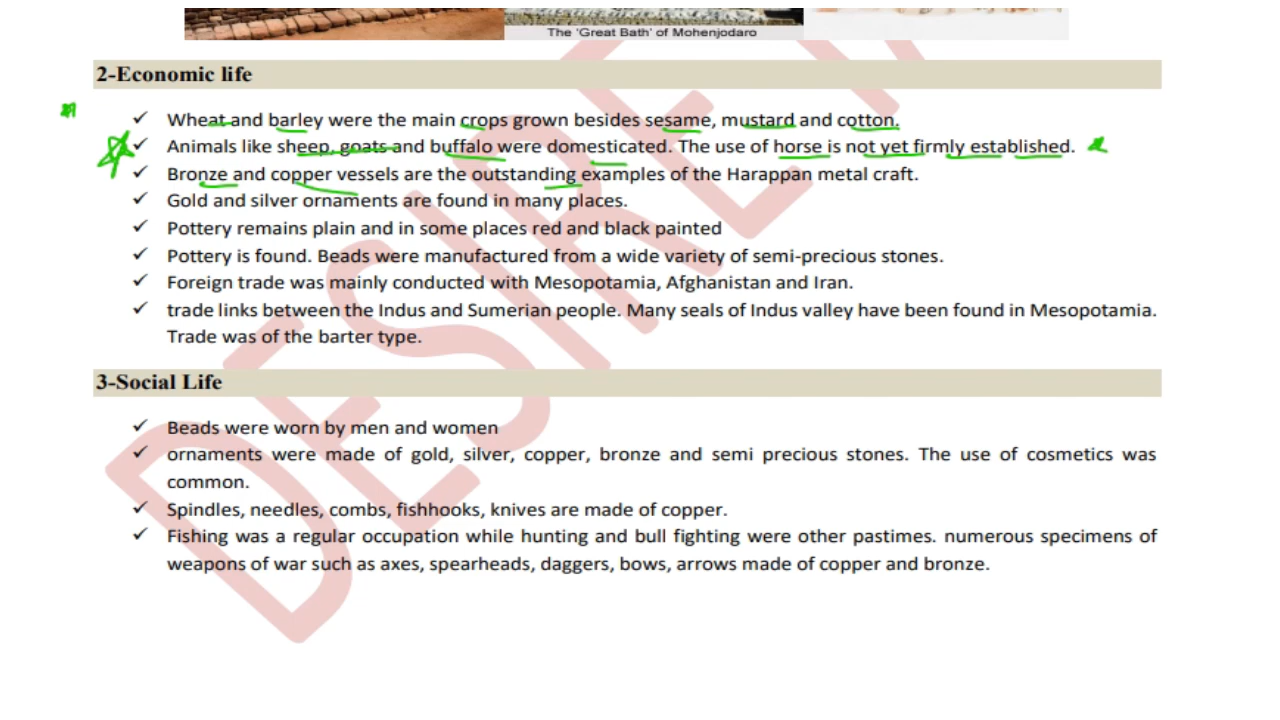 The 'Great Bath' of Mohenjodaro
2-Economic life
✓ Wheat and barley were the main crops grown besides sesame, mustard and cotton.
✓ Animals like sheep, goats and buffalo were domesticated. The use of horse is not yet firmly established.
✓ Bronze and copper vessels are the outstanding examples of the Harappan metal craft.
✓ Gold and silver ornaments are found in many places.
✓ Pottery remains plain and in some places red and black painted
✓ Pottery is found. Beads were manufactured from a wide variety of semi-precious stones.
✓ Foreign trade was mainly conducted with Mesopotamia, Afghanistan and Iran.
✓ trade links between the Indus and Sumerian people. Many seals of Indus valley have been found in Mesopotamia.
Trade was of the barter type.
3-Social Life
✓ Beads were worn by men and women
✓ ornaments were made of gold, silver, copper, bronze and semi precious stones. The use of cosmetics was
common.
✓ Spindles, needles, combs, fishhooks, knives are made of copper.
✓ Fishing was a regular occupation while hunting and bull fighting were other pastimes. numerous specimens of
weapons of war such as axes, spearheads, daggers, bows, arrows made of copper and bronze.